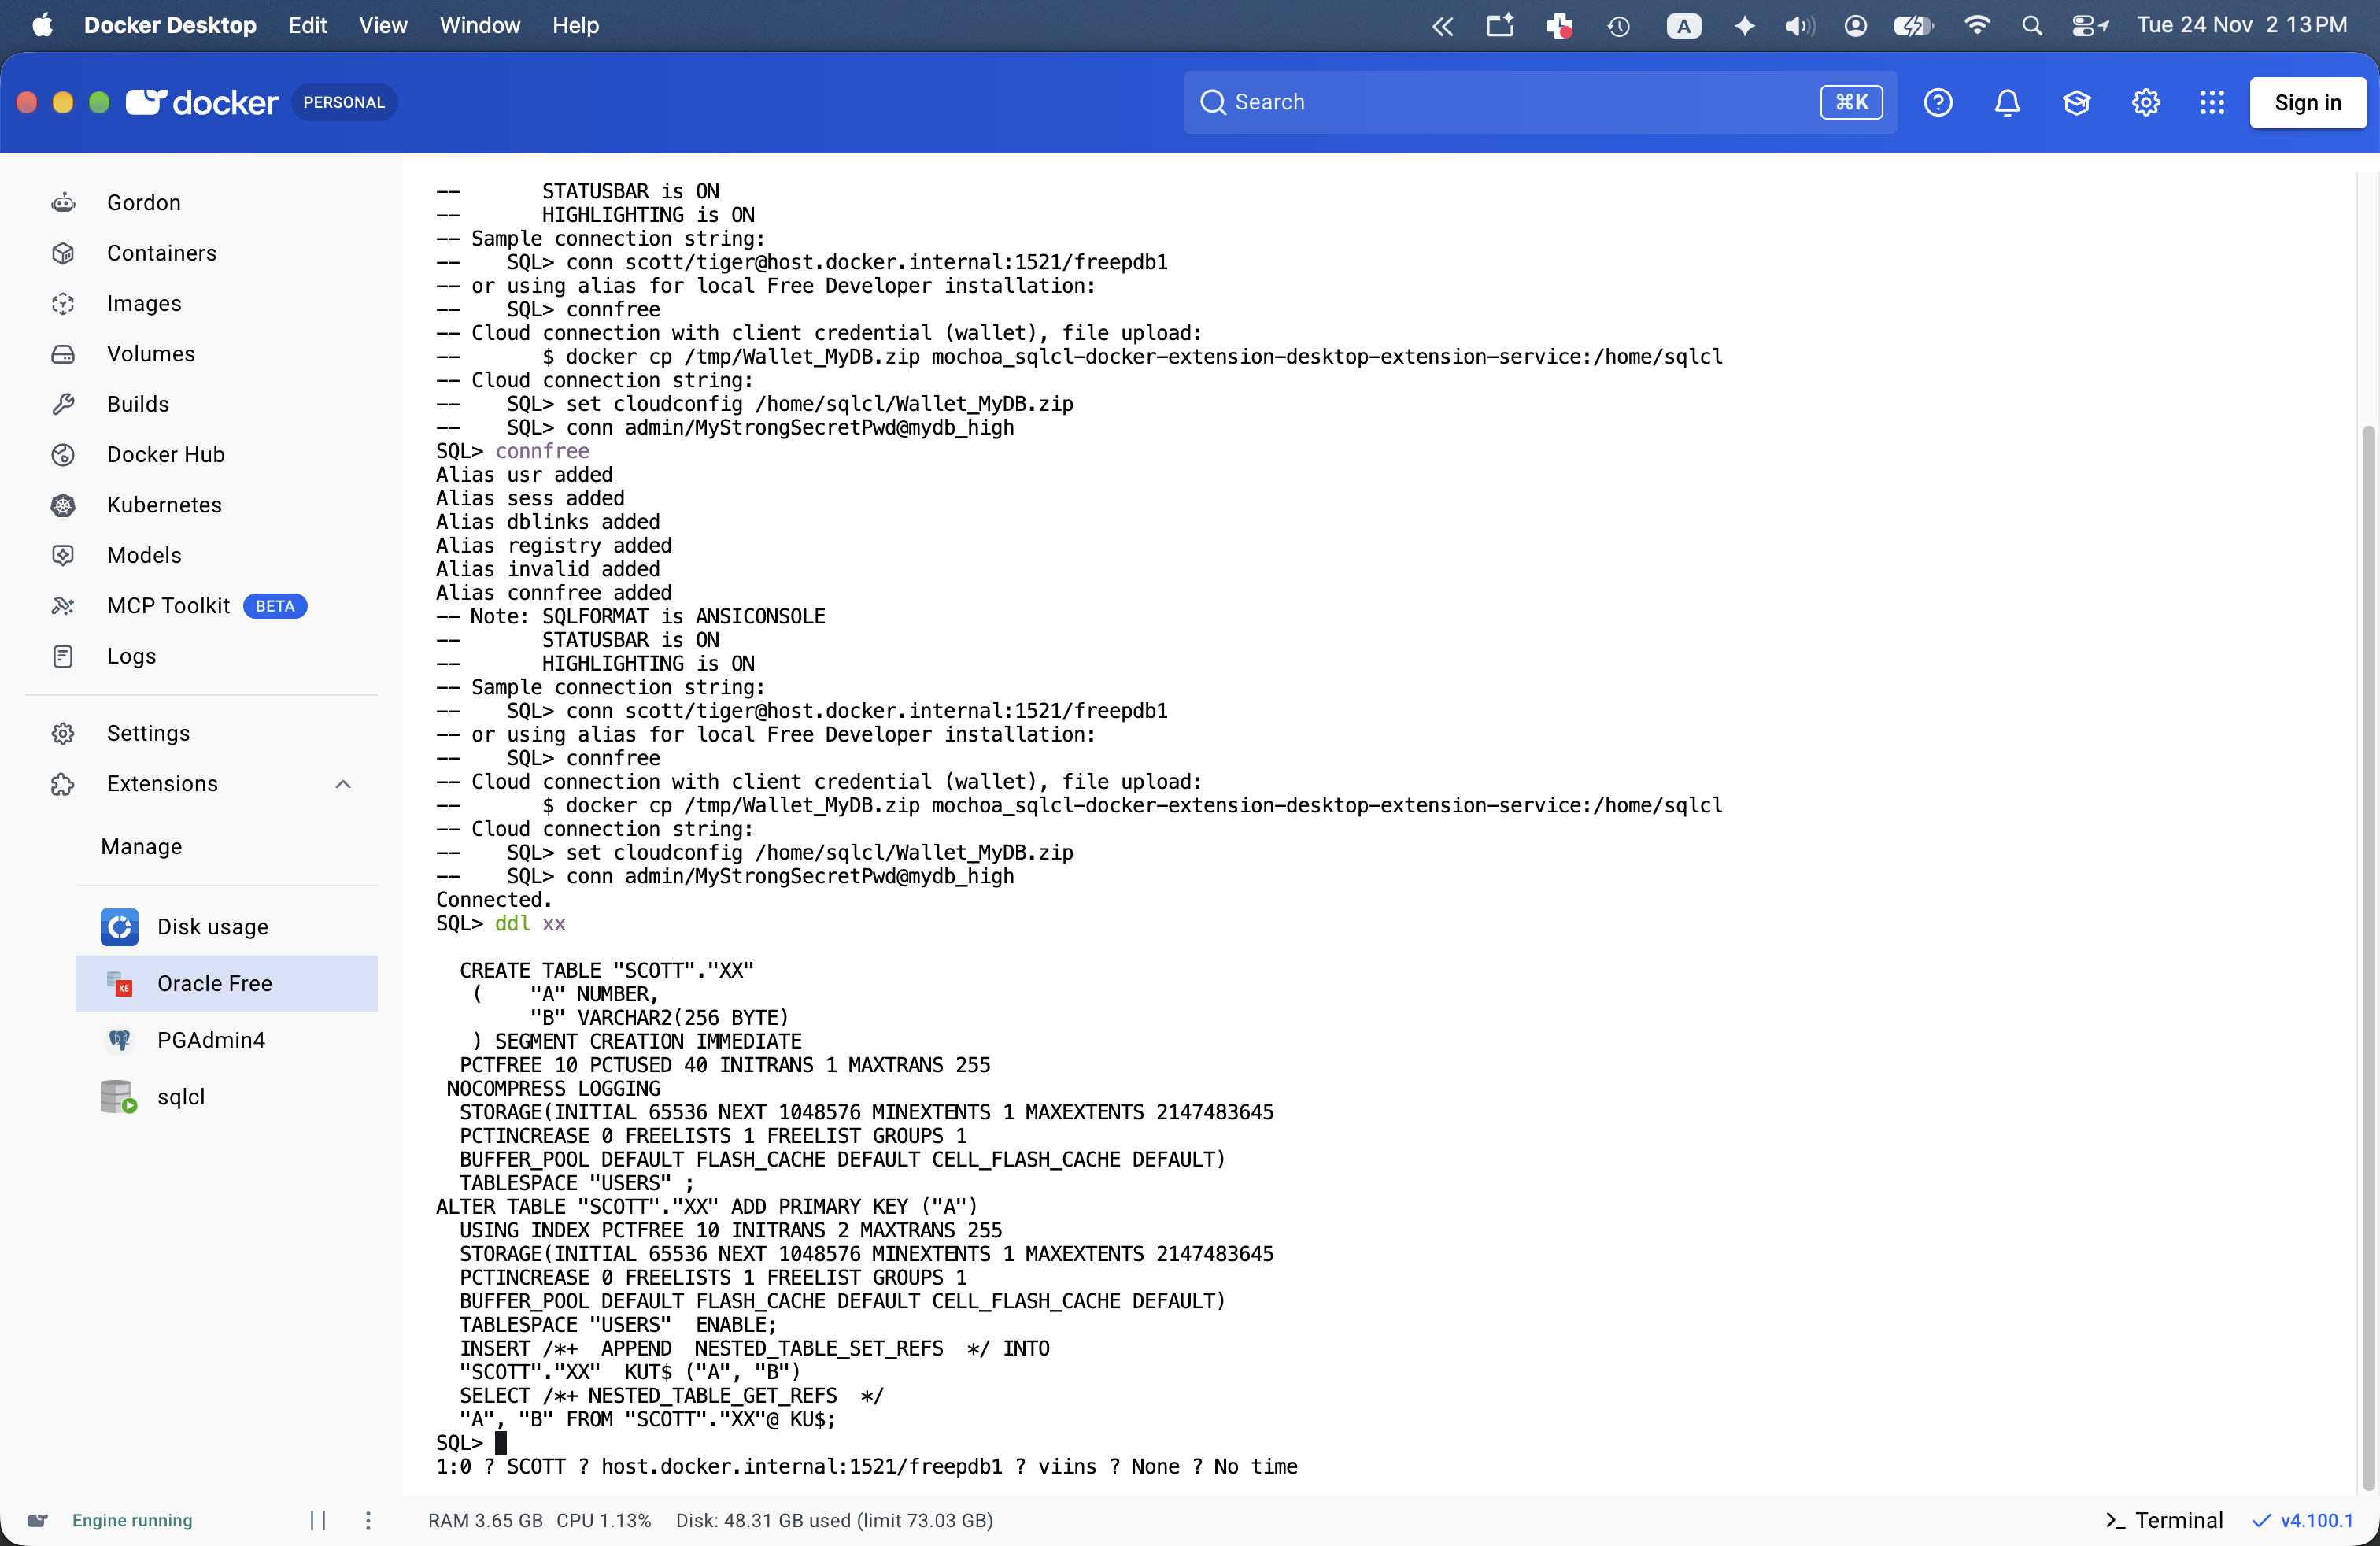 Docker Desktop Edit View Window Help A Tue 24 Nov 2 13 PM
docker PERSONAL Search ⌘K Sign in
Gordon
Containers
Images
Volumes
Builds
Docker Hub
Kubernetes
Models
MCP Toolkit BETA
Logs
Settings
Extensions
Manage
Disk usage
XE Oracle Free
PGAdmin4
sqlcl
--       STATUSBAR is ON
--       HIGHLIGHTING is ON
-- Sample connection string:
--    SQL> conn scott/tiger@host.docker.internal:1521/freepdb1
-- or using alias for local Free Developer installation:
--    SQL> connfree
-- Cloud connection with client credential (wallet), file upload:
--       $ docker cp /tmp/Wallet_MyDB.zip mochoa_sqlcl-docker-extension-desktop-extension-service:/home/sqlcl
-- Cloud connection string:
--    SQL> set cloudconfig /home/sqlcl/Wallet_MyDB.zip
--    SQL> conn admin/MyStrongSecretPwd@mydb_high
SQL> connfree
Alias usr added
Alias sess added
Alias dblinks added
Alias registry added
Alias invalid added
Alias connfree added
-- Note: SQLFORMAT is ANSICONSOLE
--       STATUSBAR is ON
--       HIGHLIGHTING is ON
-- Sample connection string:
--    SQL> conn scott/tiger@host.docker.internal:1521/freepdb1
-- or using alias for local Free Developer installation:
--    SQL> connfree
-- Cloud connection with client credential (wallet), file upload:
--       $ docker cp /tmp/Wallet_MyDB.zip mochoa_sqlcl-docker-extension-desktop-extension-service:/home/sqlcl
-- Cloud connection string:
--    SQL> set cloudconfig /home/sqlcl/Wallet_MyDB.zip
--    SQL> conn admin/MyStrongSecretPwd@mydb_high
Connected.
SQL> ddl xx
  CREATE TABLE "SCOTT"."XX"
   (    "A" NUMBER,
        "B" VARCHAR2(256 BYTE)
   ) SEGMENT CREATION IMMEDIATE
  PCTFREE 10 PCTUSED 40 INITRANS 1 MAXTRANS 255
 NOCOMPRESS LOGGING
  STORAGE(INITIAL 65536 NEXT 1048576 MINEXTENTS 1 MAXEXTENTS 2147483645
  PCTINCREASE 0 FREELISTS 1 FREELIST GROUPS 1
  BUFFER_POOL DEFAULT FLASH_CACHE DEFAULT CELL_FLASH_CACHE DEFAULT)
  TABLESPACE "USERS" ;
ALTER TABLE "SCOTT"."XX" ADD PRIMARY KEY ("A")
  USING INDEX PCTFREE 10 INITRANS 2 MAXTRANS 255
  STORAGE(INITIAL 65536 NEXT 1048576 MINEXTENTS 1 MAXEXTENTS 2147483645
  PCTINCREASE 0 FREELISTS 1 FREELIST GROUPS 1
  BUFFER_POOL DEFAULT FLASH_CACHE DEFAULT CELL_FLASH_CACHE DEFAULT)
  TABLESPACE "USERS"  ENABLE;
  INSERT /*+  APPEND  NESTED_TABLE_SET_REFS  */ INTO
  "SCOTT"."XX"  KUT$ ("A", "B")
  SELECT /*+ NESTED_TABLE_GET_REFS  */
  "A", "B" FROM "SCOTT"."XX"@ KU$;
SQL>
1:0 ? SCOTT ? host.docker.internal:1521/freepdb1 ? viins ? None ? No time
Engine running RAM 3.65 GB CPU 1.13% Disk: 48.31 GB used (limit 73.03 GB) Terminal v4.100.1